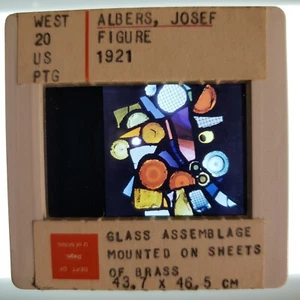 WEST
20
US
PTG
ALBERS, JOSEF
FIGURE
1921
GLASS ASSEMBLAGE
MOUNTED ON SHEETS
OF BRASS
43.7 X 46.5 CM